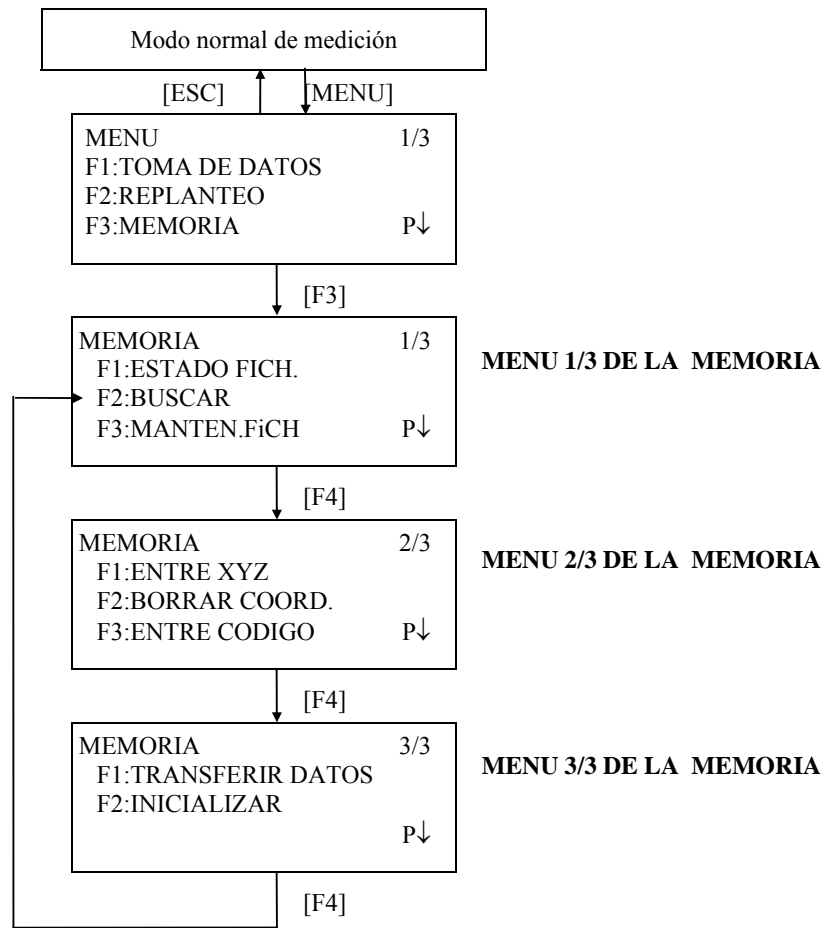 Modo normal de medición
[ESC] [MENU]
MENU 1/3
F1:TOMA DE DATOS
F2:REPLANTEO
F3:MEMORIA P↓
[F3]
MEMORIA 1/3
F1:ESTADO FICH.
F2:BUSCAR
F3:MANTEN.FiCH P↓
MENU 1/3 DE LA MEMORIA
[F4]
MEMORIA 2/3
F1:ENTRE XYZ
F2:BORRAR COORD.
F3:ENTRE CODIGO P↓
MENU 2/3 DE LA MEMORIA
[F4]
MEMORIA 3/3
F1:TRANSFERIR DATOS
F2:INICIALIZAR
P↓
MENU 3/3 DE LA MEMORIA
[F4]